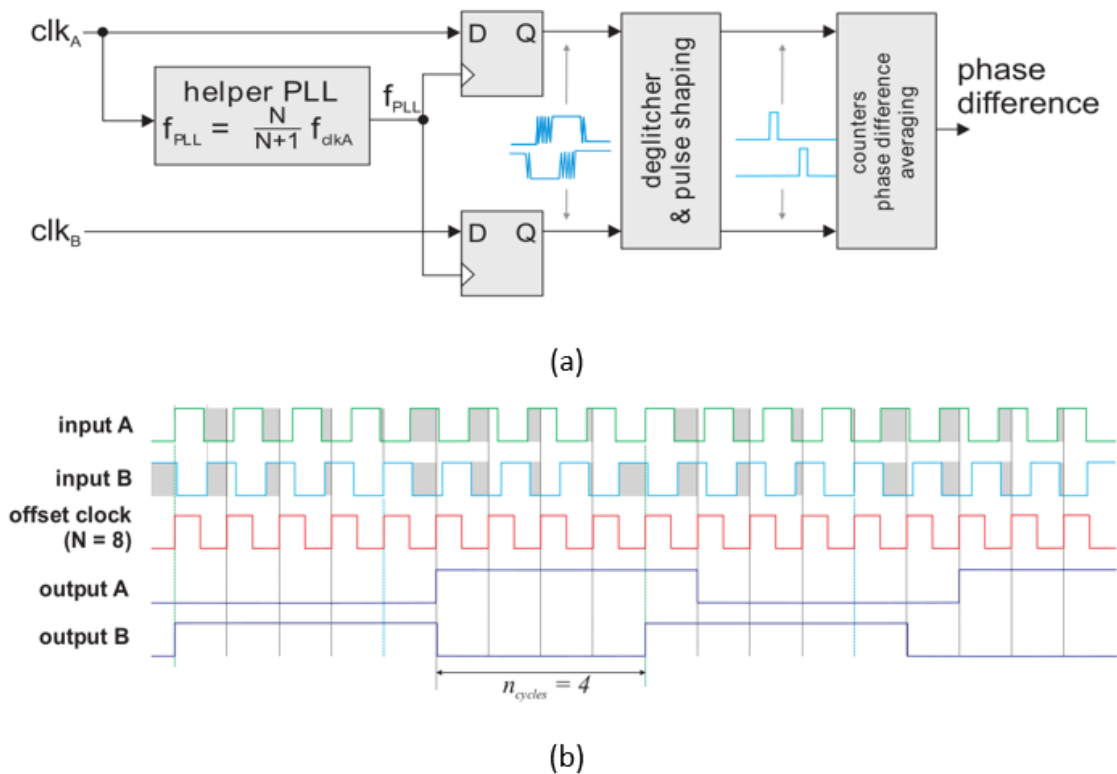 clkA
helper PLL
fPLL = N/N+1 fclkA
fPLL
D Q
clkB
D Q
deglitcher
& pulse shaping
counters
phase difference
averaging
phase
difference
(a)
input A
input B
offset clock
(N = 8)
output A
output B
ncycles = 4
(b)